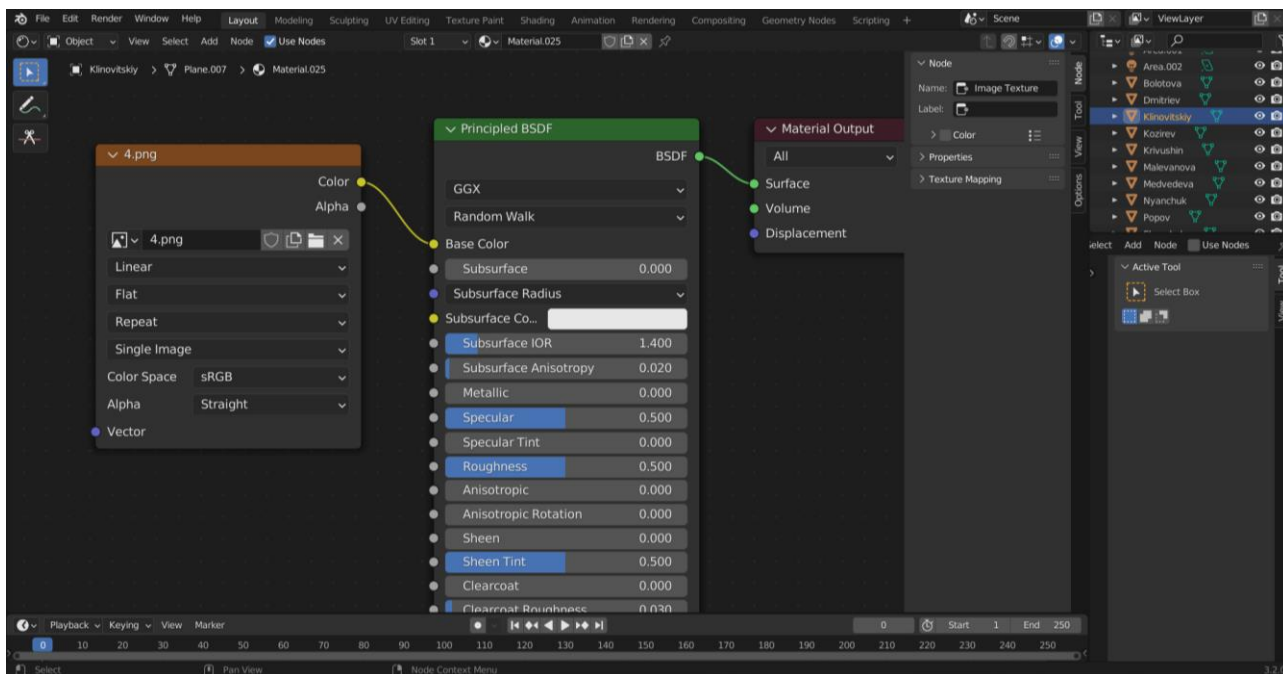 File Edit Render Window Help Layout Modeling Sculpting UV Editing Texture Paint Shading Animation Rendering Compositing Geometry Nodes Scripting + Scene ViewLayer
Object View Select Add Node Use Nodes Slot 1 Material.025
Klinovitskiy > Plane.007 > Material.025
4.png
Color
Alpha
4.png
Linear
Flat
Repeat
Single Image
Color Space sRGB
Alpha Straight
Vector
Principled BSDF
BSDF
GGX
Random Walk
Base Color
Subsurface 0.000
Subsurface Radius
Subsurface Co...
Subsurface IOR 1.400
Subsurface Anisotropy 0.020
Metallic 0.000
Specular 0.500
Specular Tint 0.000
Roughness 0.500
Anisotropic 0.000
Anisotropic Rotation 0.000
Sheen 0.000
Sheen Tint 0.500
Clearcoat 0.000
Clearcoat Roughness 0.030
Material Output
All
Surface
Volume
Displacement
Node
Name: Image Texture
Label:
Color
Properties
Texture Mapping
Node
Tool
View
Options
Area.002
Bolotova
Dmitriev
Klinovitskiy
Kozirev
Krivushin
Malevanova
Medvedeva
Nyanchuk
Popov
Add Node Use Nodes
Active Tool
Select Box
Playback Keying View Marker 0 Start 1 End 250
0 10 20 30 40 50 60 70 80 90 100 110 120 130 140 150 160 170 180 190 200 210 220 230 240 250
Select Pan View Node Context Menu